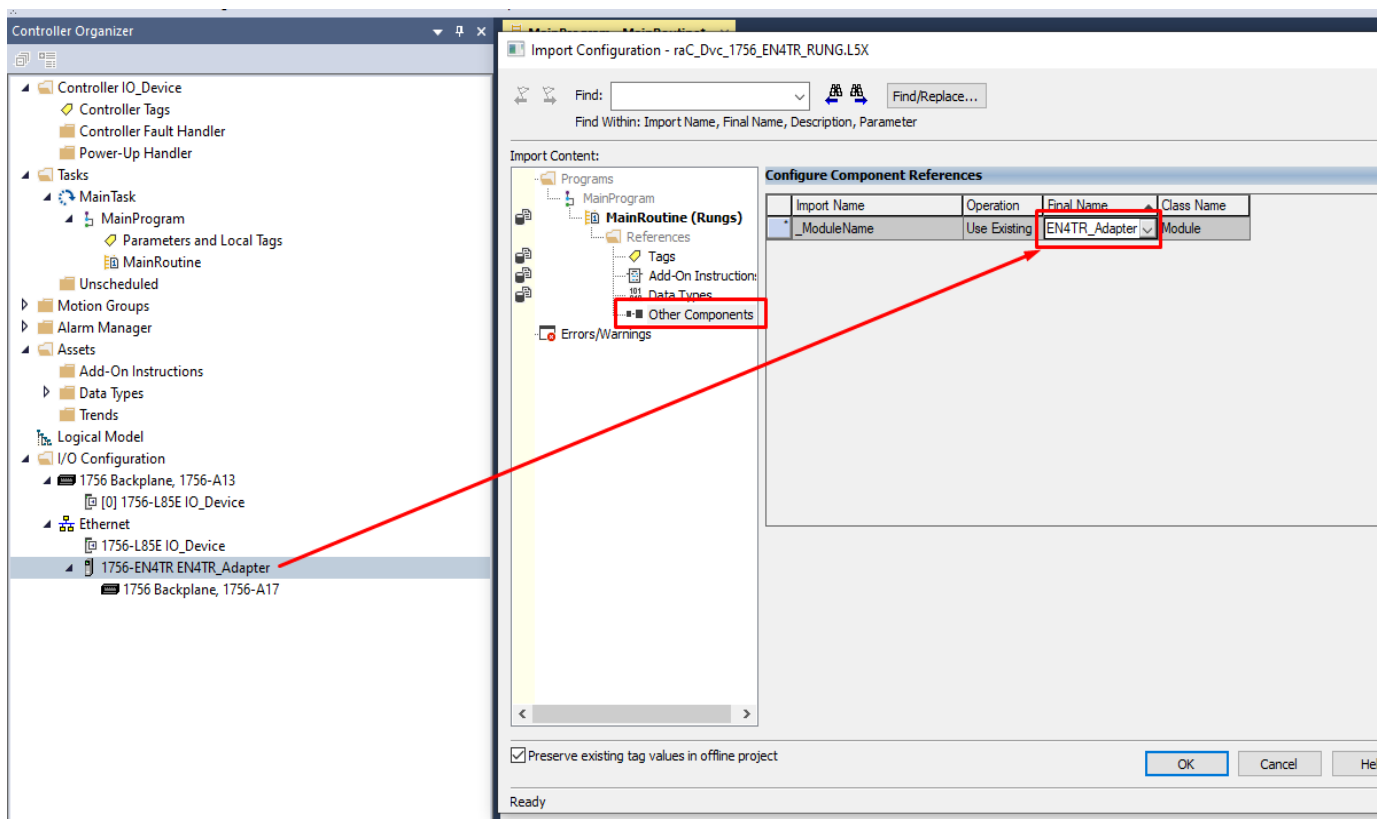 Controller Organizer
Controller IO_Device
Controller Tags
Controller Fault Handler
Power-Up Handler
Tasks
MainTask
MainProgram
Parameters and Local Tags
MainRoutine
Unscheduled
Motion Groups
Alarm Manager
Assets
Add-On Instructions
Data Types
Trends
Logical Model
I/O Configuration
1756 Backplane, 1756-A13
[0] 1756-L85E IO_Device
Ethernet
1756-L85E IO_Device
1756-EN4TR EN4TR_Adapter
1756 Backplane, 1756-A17
Import Configuration - raC_Dvc_1756_EN4TR_RUNG.L5X
Find:
Find/Replace...
Find Within: Import Name, Final Name, Description, Parameter
Import Content:
Programs
MainProgram
MainRoutine (Rungs)
References
Tags
Add-On Instruction
Data Types
Other Components
Errors/Warnings
Configure Component References
Import Name Operation Final Name Class Name
_ModuleName Use Existing EN4TR_Adapter Module
Preserve existing tag values in offline project
OK Cancel Hel
Ready